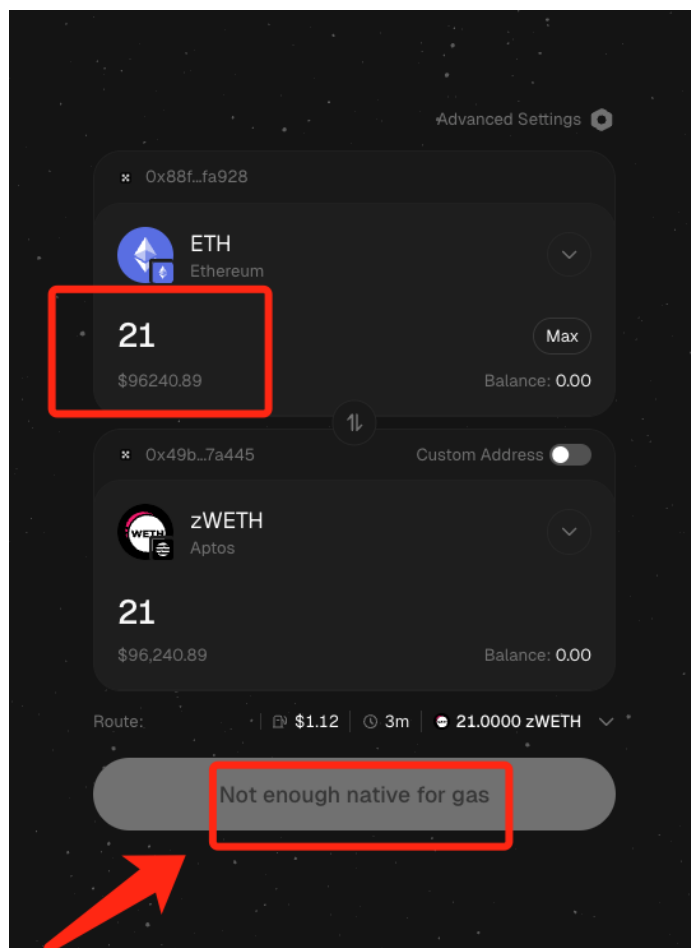 Advanced Settings
0x88f...fa928
ETH
Ethereum
21
Max
$96240.89
Balance: 0.00
0x49b...7a445
Custom Address
WETH
zWETH
Aptos
21
$96,240.89
Balance: 0.00
Route: $1.12 3m 21.0000 zWETH
Not enough native for gas